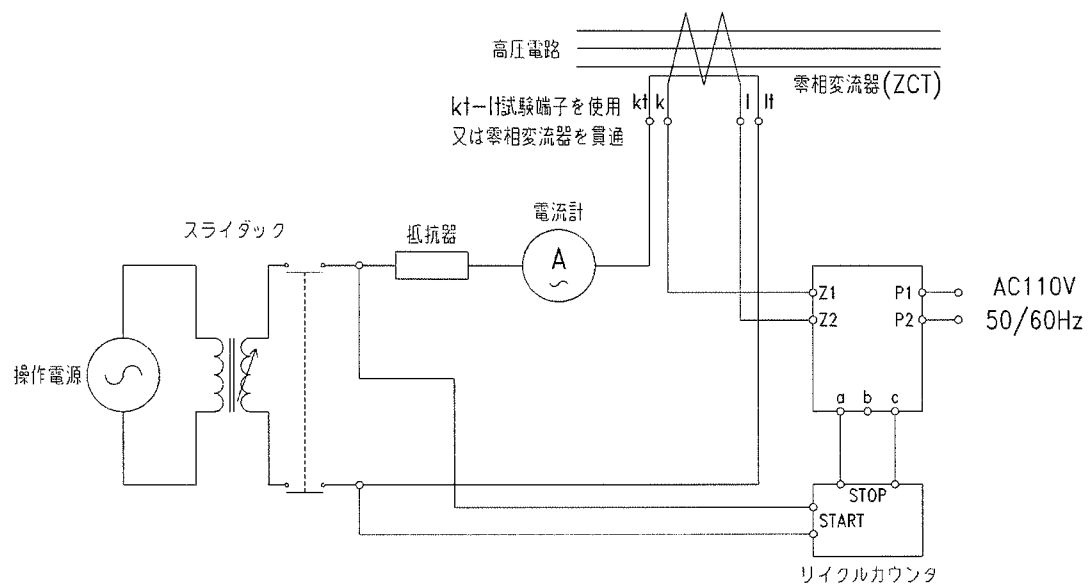 高圧電路
零相変流器(ZCT)
kt-lt試験端子を使用
又は零相変流器を貫通
kt k
l lt
電流計
抵抗器
スライダック
A
操作電源
Z1
P1
AC110V
Z2
P2
50/60Hz
a
b
c
STOP
START
リイクルカウンタ